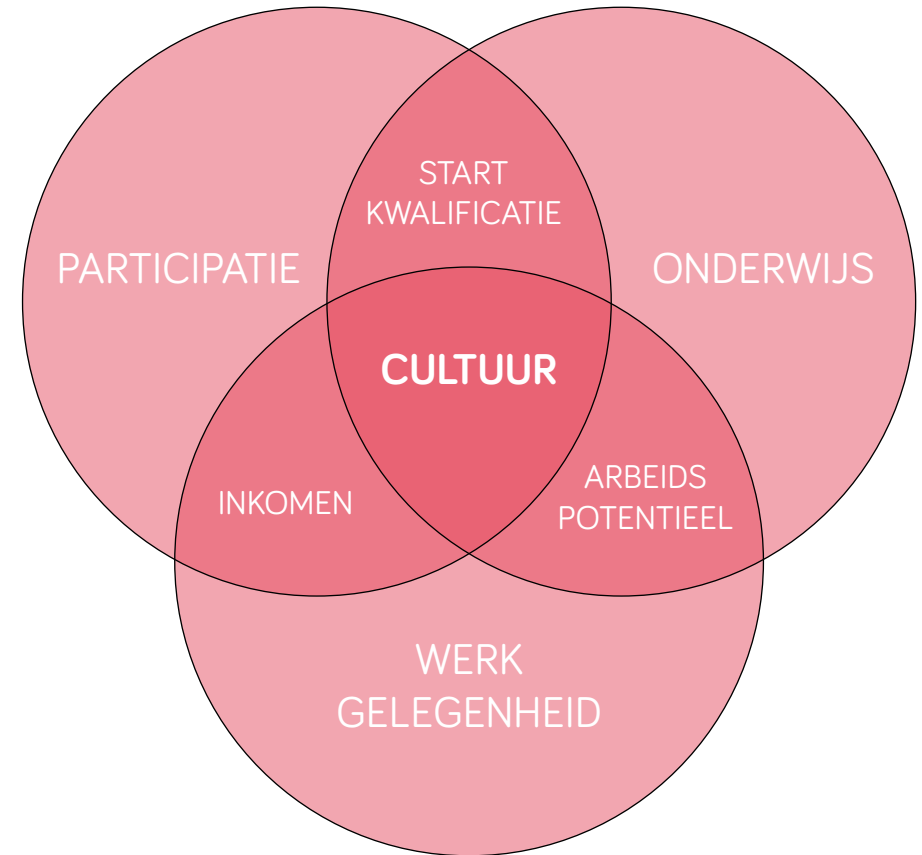 START
KWALIFICATIE
PARTICIPATIE
ONDERWIJS
CULTUUR
INKOMEN
ARBEIDS
POTENTIEEL
WERK
GELEGENHEID